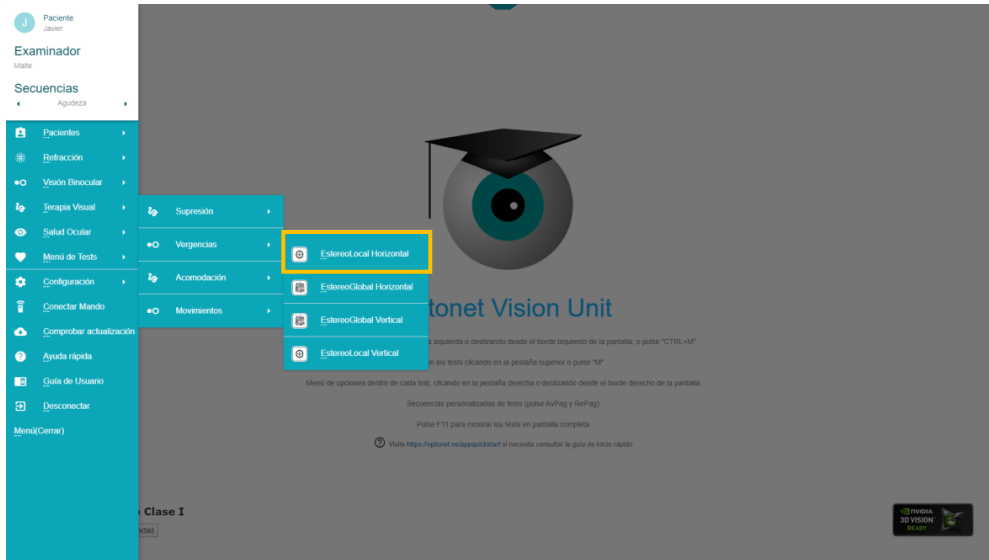 J
Paciente
Javier
Examinador
Maite
Secuencias
Agudeza
Pacientes
Refracción
Visión Binocular
Terapia Visual
Salud Ocular
Menú de Tests
Configuración
Conectar Mando
Comprobar actualización
Ayuda rápida
Guía de Usuario
Desconectar
Menú(Cerrar)
Supresión
Vergencias
Acomodación
Movimientos
EstereoLocal Horizontal
EstereoGlobal Horizontal
EstereoGlobal Vertical
EstereoLocal Vertical
tonet Vision Unit
a izquierda o deslizando desde el borde izquierdo de la pantalla; o pulse "CTRL+M"
los tests clicando en la pestaña superior o pulse "M"
Menú de opciones dentro de cada test, clicando en la pestaña derecha o deslizando desde el borde derecho de la pantalla
Secuencias personalizadas de tests (pulse AvPag y RePag)
Pulse F11 para mostrar los tests en pantalla completa
Visite https://optonet.es/appquickstart si necesita consultar la guía de inicio rápido
Clase I
idad
NVIDIA
3D VISION
READY